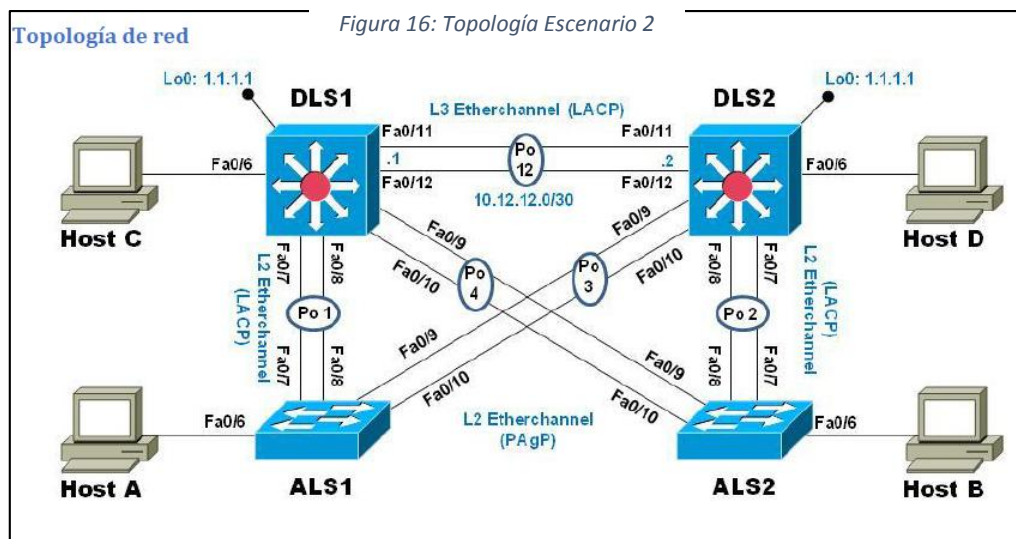 Figura 16: Topología Escenario 2
Topología de red
Lo0: 1.1.1.1
Lo0: 1.1.1.1
DLS1
DLS2
L3 Etherchannel (LACP)
Fa0/11
Fa0/11
Fa0/6
.1
Po 12
.2
Fa0/6
Fa0/12
Fa0/12
10.12.12.0/30
Host C
Host D
Fa0/9
Fa0/9
Fa0/7
Fa0/8
Fa0/10
Po 4
Po 3
Fa0/10
Fa0/8
Fa0/7
L2 Etherchannel (LACP)
Po 1
Po 2
L2 Etherchannel (LACP)
Fa0/7
Fa0/8
Fa0/9
Fa0/10
Fa0/9
Fa0/10
Fa0/8
Fa0/7
L2 Etherchannel
(PAgP)
Fa0/6
Fa0/6
Host A
ALS1
ALS2
Host B